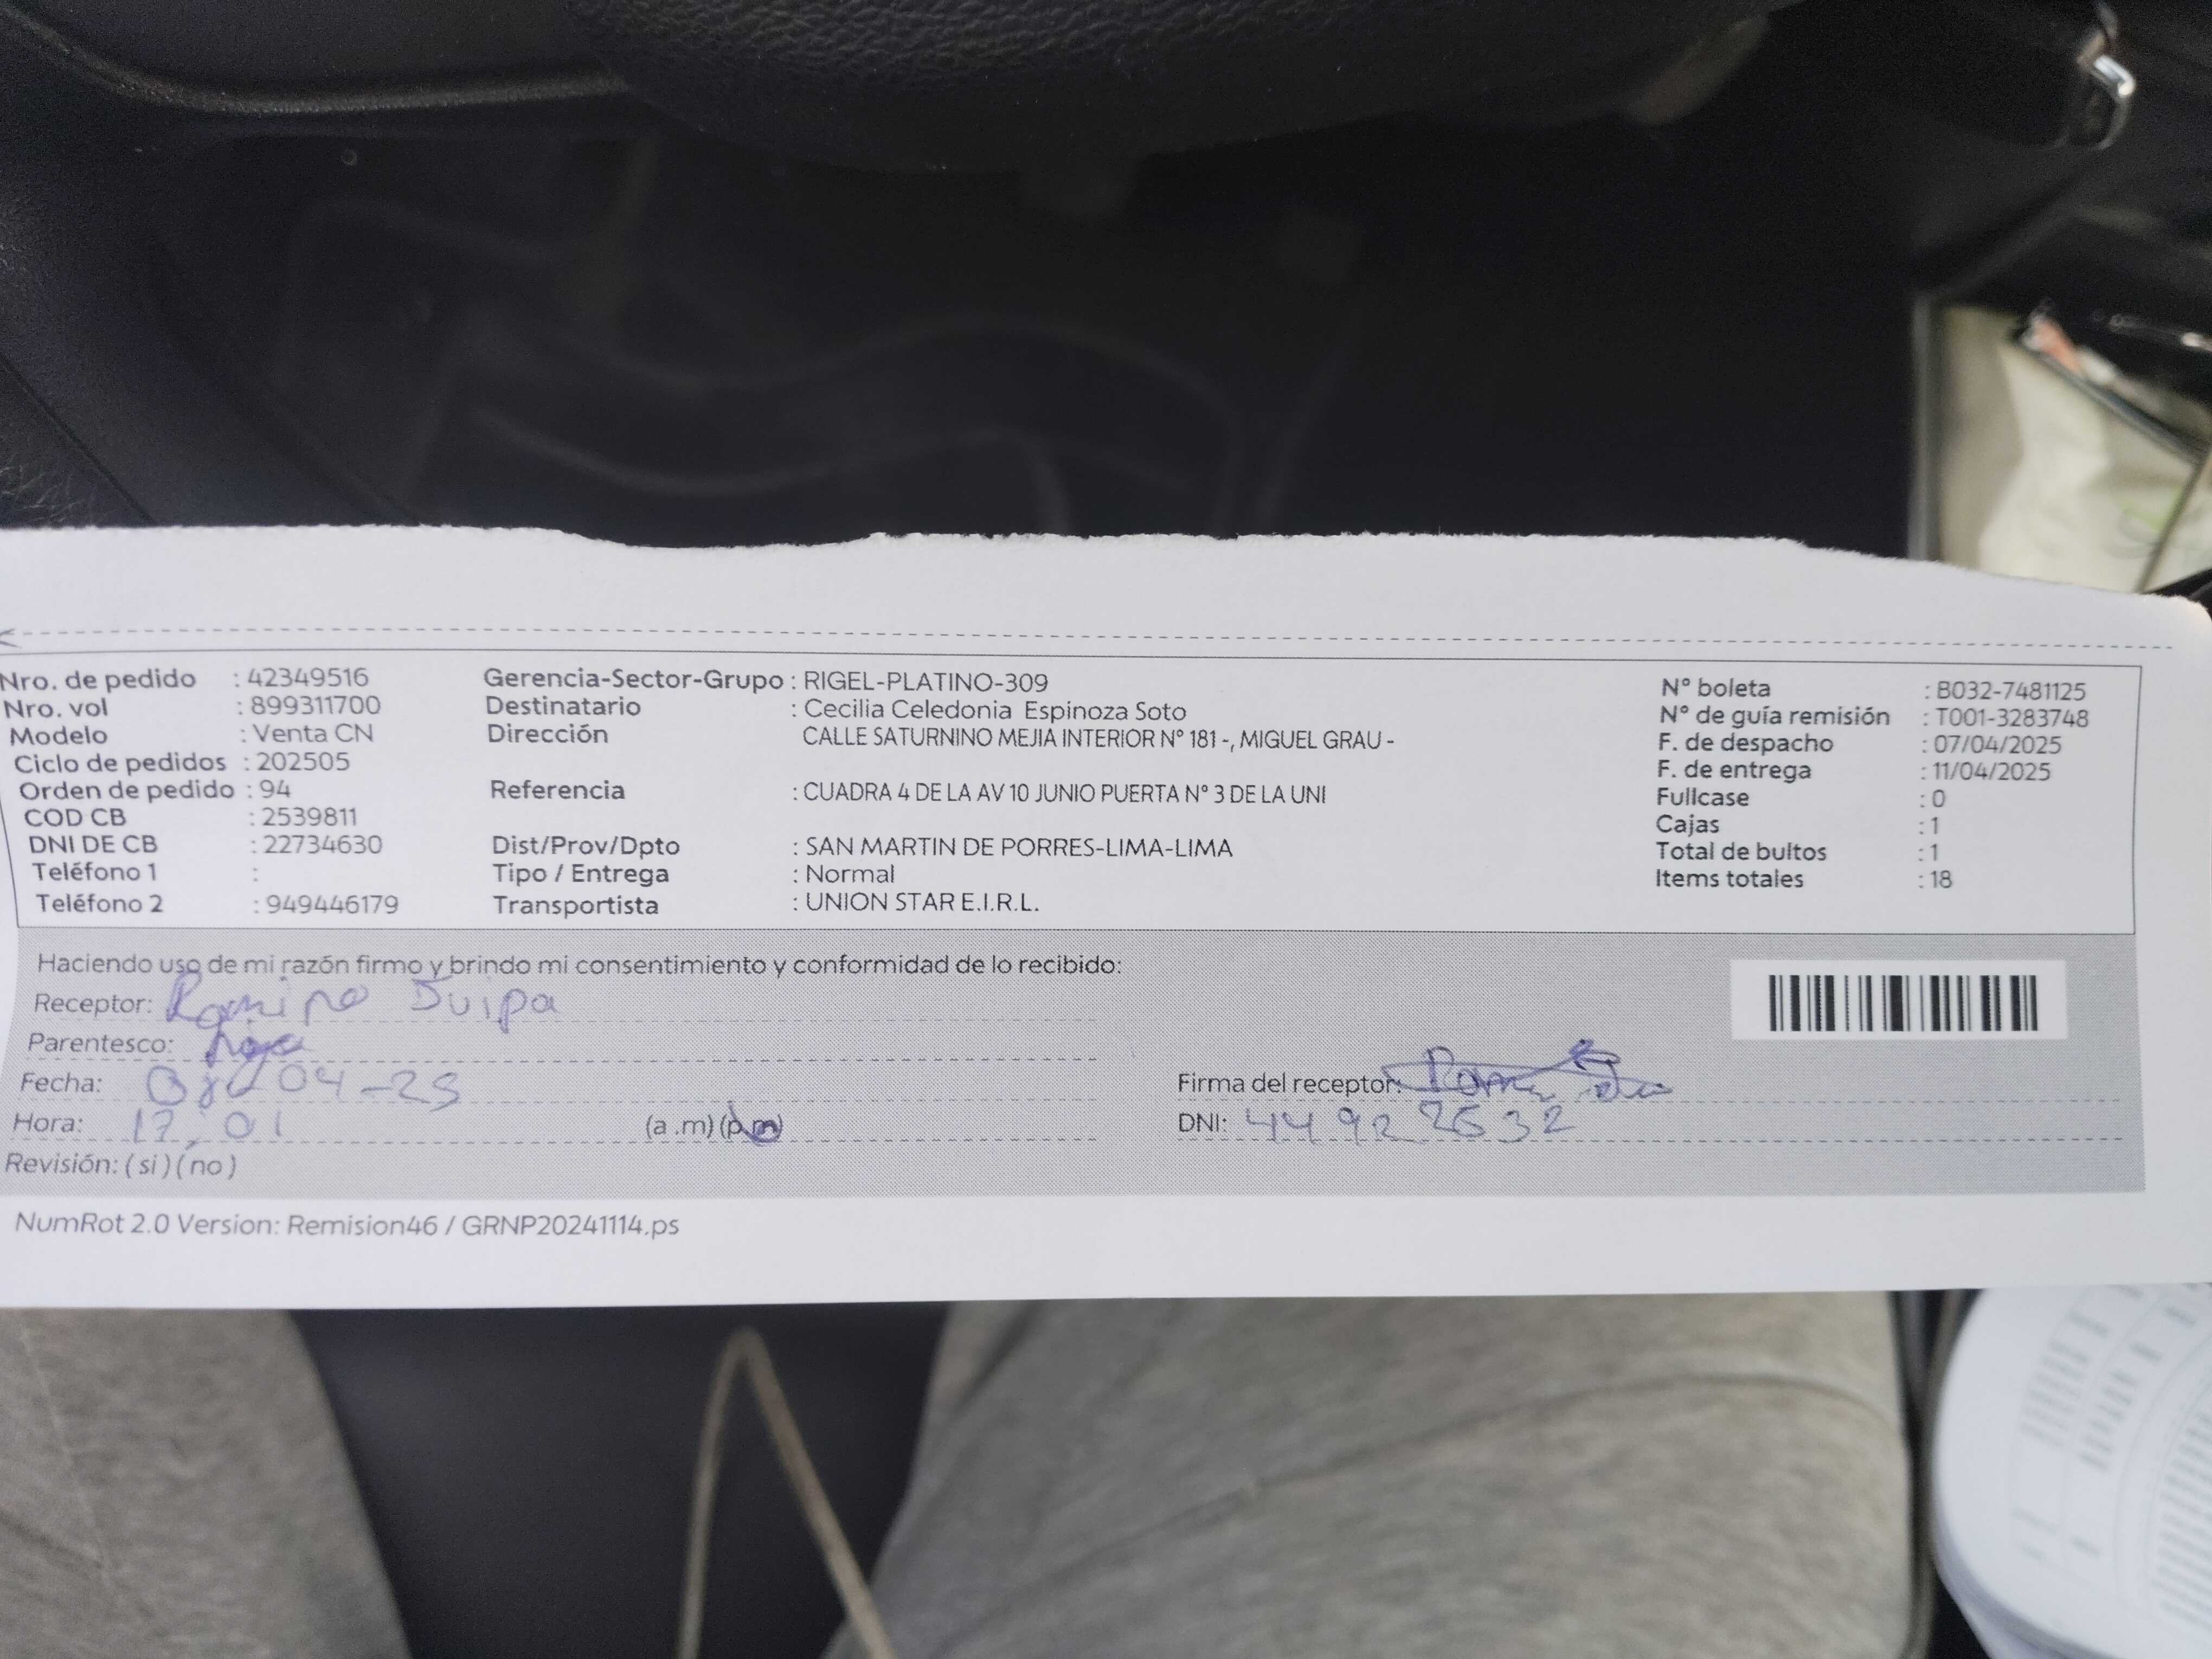 Nro. de pedido : 42349516 Gerencia-Sector-Grupo : RIGEL-PLATINO-309 N° boleta : B032-7481125
Nro. vol : 899311700 Destinatario : Cecilia Celedonia Espinoza Soto N° de guía remisión : T001-3283748
Modelo : Venta CN Dirección CALLE SATURNINO MEJIA INTERIOR N° 181 -, MIGUEL GRAU - F. de despacho : 07/04/2025
Ciclo de pedidos : 202505 F. de entrega : 11/04/2025
Orden de pedido : 94 Referencia : CUADRA 4 DE LA AV 10 JUNIO PUERTA N° 3 DE LA UNI Fullcase : 0
COD CB : 2539811 Cajas : 1
DNI DE CB : 22734630 Dist/Prov/Dpto : SAN MARTIN DE PORRES-LIMA-LIMA Total de bultos : 1
Teléfono 1 : Tipo / Entrega : Normal Items totales : 18
Teléfono 2 : 949446179 Transportista : UNION STAR E.I.R.L.
Haciendo uso de mi razón firmo y brindo mi consentimiento y conformidad de lo recibido:
Receptor:
Parentesco:
Fecha: Firma del receptor:
Hora: 17:01 (a .m) (p.m) DNI:
Revisión: ( si ) ( no )
NumRot 2.0 Version: Remision46 / GRNP20241114.ps